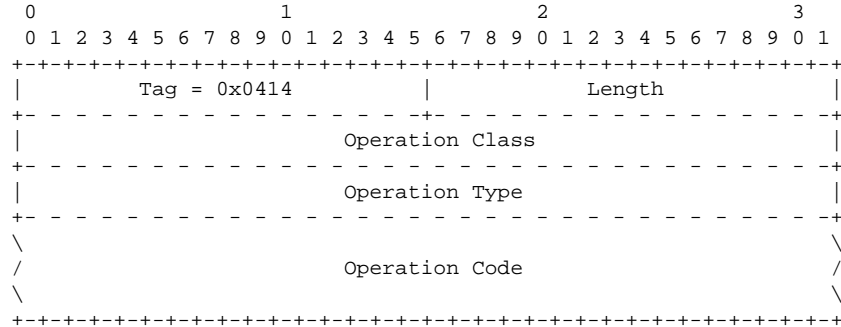 0                   1                   2                   3
 0 1 2 3 4 5 6 7 8 9 0 1 2 3 4 5 6 7 8 9 0 1 2 3 4 5 6 7 8 9 0 1
+-+-+-+-+-+-+-+-+-+-+-+-+-+-+-+-+-+-+-+-+-+-+-+-+-+-+-+-+-+-+-+-+
|         Tag = 0x0414          |            Length             |
+- - - - - - - - - - - - - - - -+- - - - - - - - - - - - - - - -+
|                        Operation Class                        |
+- - - - - - - - - - - - - - - - - - - - - - - - - - - - - - - -+
|                        Operation Type                         |
+- - - - - - - - - - - - - - - - - - - - - - - - - - - - - - - -+
\                                                               \
/                        Operation Code                         /
\                                                               \
+-+-+-+-+-+-+-+-+-+-+-+-+-+-+-+-+-+-+-+-+-+-+-+-+-+-+-+-+-+-+-+-+